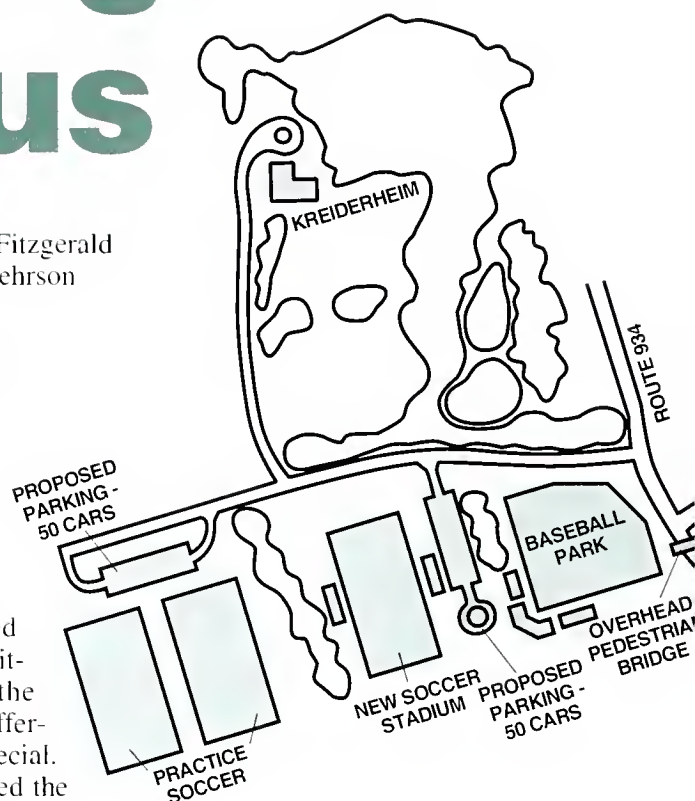 us
Fitzgerald
ehrson
KREIDERHEIM
ROUTE 934
PROPOSED
PARKING -
50 CARS
BASEBALL
PARK
OVERHEAD
PEDESTRIAN
BRIDGE
NEW SOCCER
STADIUM
PROPOSED
PARKING -
50 CARS
PRACTICE
SOCCER
d
it-
the
ffer-
ecial.
ed the